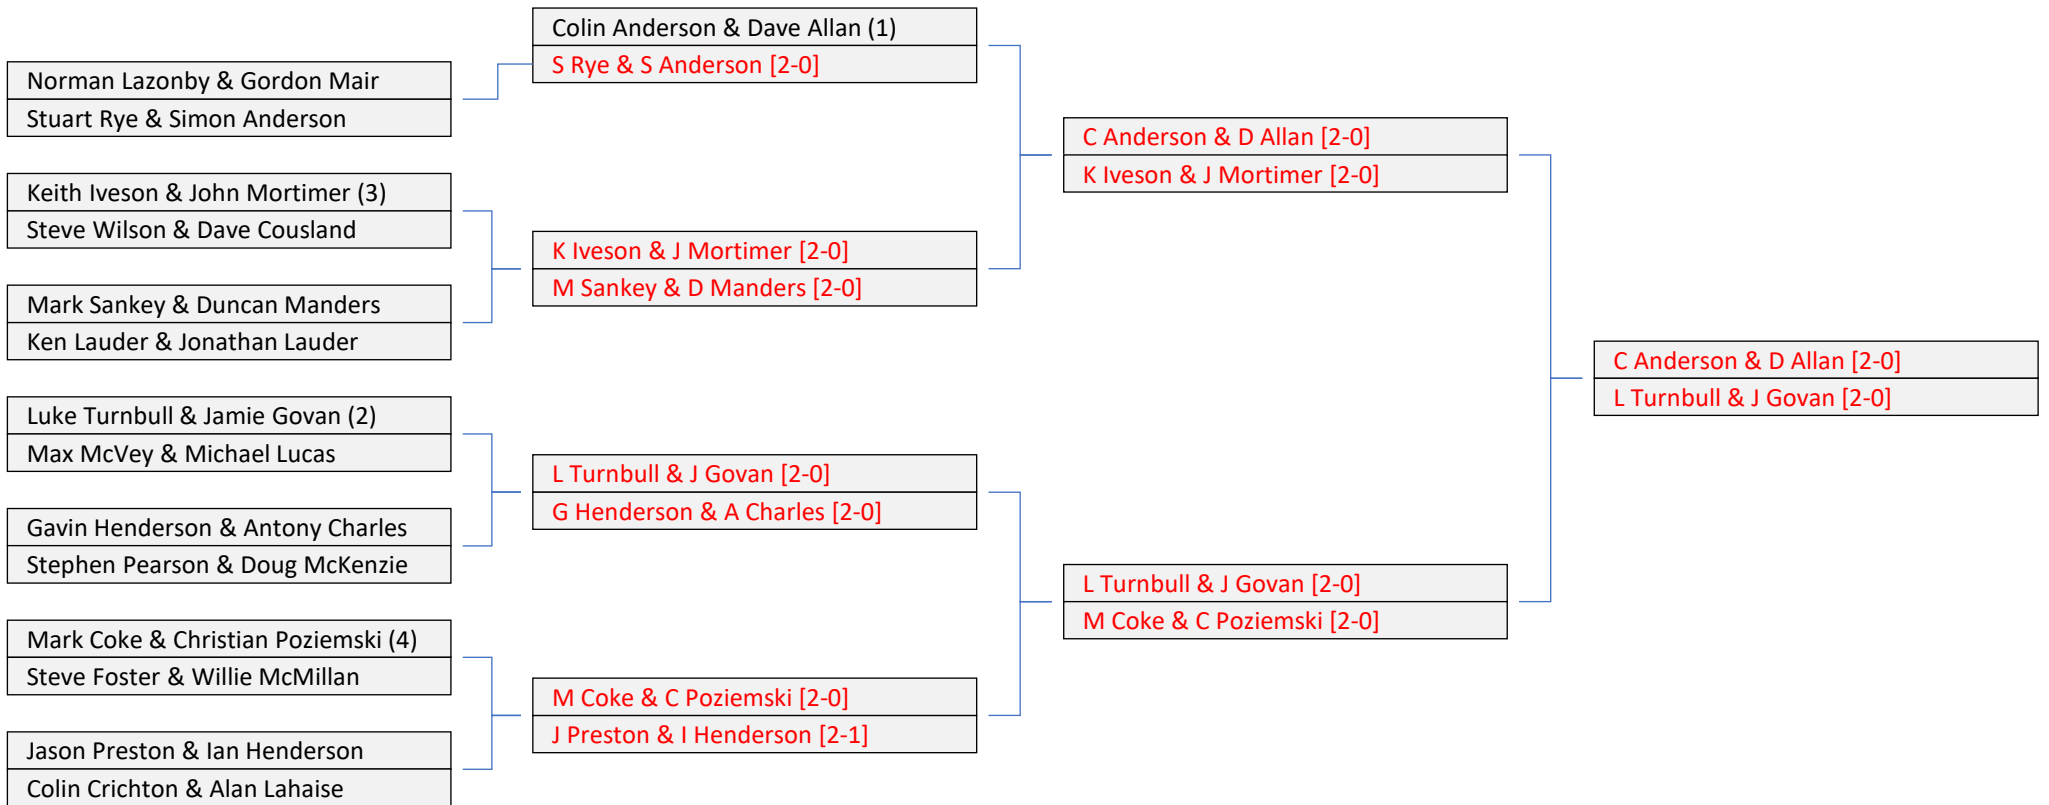 Colin Anderson & Dave Allan (1)
S Rye & S Anderson [2-0]
Norman Lazonby & Gordon Mair
Stuart Rye & Simon Anderson
C Anderson & D Allan [2-0]
K Iveson & J Mortimer [2-0]
Keith Iveson & John Mortimer (3)
Steve Wilson & Dave Cousland
K Iveson & J Mortimer [2-0]
M Sankey & D Manders [2-0]
Mark Sankey & Duncan Manders
Ken Lauder & Jonathan Lauder
C Anderson & D Allan [2-0]
L Turnbull & J Govan [2-0]
Luke Turnbull & Jamie Govan (2)
Max McVey & Michael Lucas
L Turnbull & J Govan [2-0]
G Henderson & A Charles [2-0]
Gavin Henderson & Antony Charles
Stephen Pearson & Doug McKenzie
L Turnbull & J Govan [2-0]
M Coke & C Poziemski [2-0]
Mark Coke & Christian Poziemski (4)
Steve Foster & Willie McMillan
M Coke & C Poziemski [2-0]
J Preston & I Henderson [2-1]
Jason Preston & Ian Henderson
Colin Crichton & Alan Lahaise